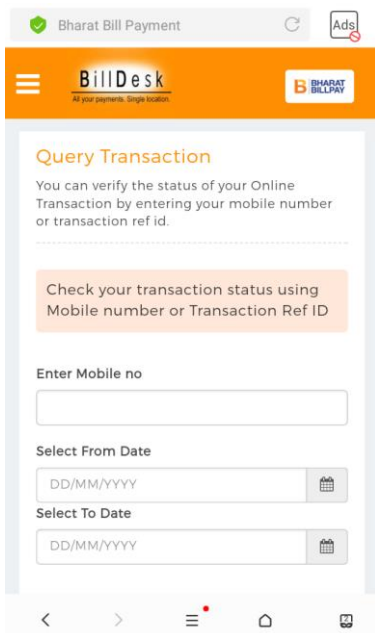 Bharat Bill Payment
Ads
BillDesk
All your payments. Single location.
B BHARAT
BILLPAY
Query Transaction
You can verify the status of your Online
Transaction by entering your mobile number
or transaction ref id.
Check your transaction status using
Mobile number or Transaction Ref ID
Enter Mobile no
Select From Date
DD/MM/YYYY
Select To Date
DD/MM/YYYY